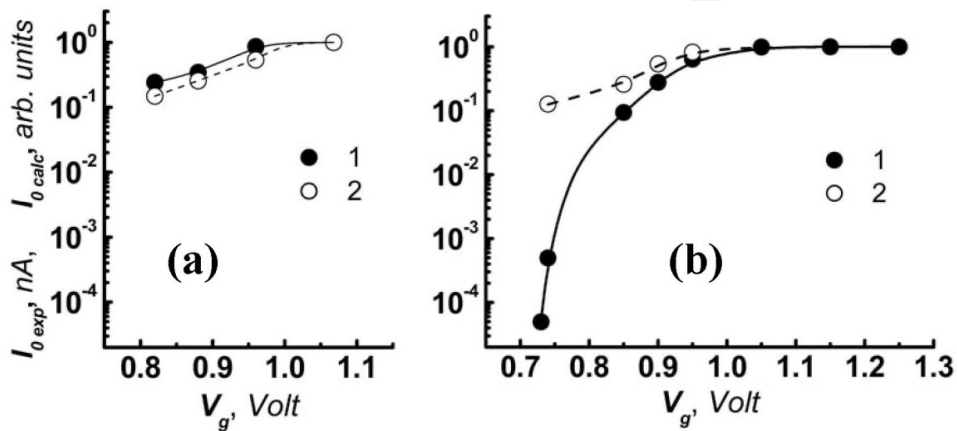 I0 exp, nA, I0 calc, arb. units
10^0
10^-1
10^-2
10^-3
10^-4
1
2
(a)
0.8 0.9 1.0 1.1
Vg, Volt
10^0
10^-1
10^-2
10^-3
10^-4
1
2
(b)
0.7 0.8 0.9 1.0 1.1 1.2 1.3
Vg, Volt